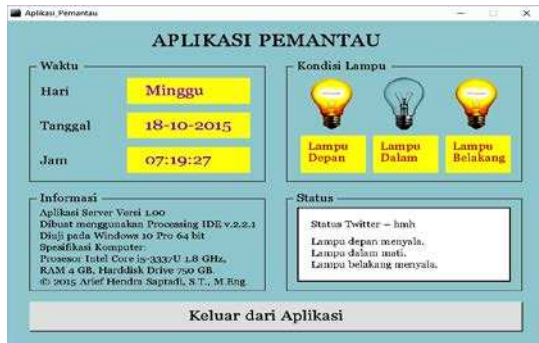 Aplikasi_Pemantau
APLIKASI PEMANTAU
Waktu
Hari
Minggu
Tanggal
18-10-2015
Jam
07:19:27
Kondisi Lampu
Lampu
Depan
Lampu
Dalam
Lampu
Belakang
Informasi
Aplikasi Server Versi 1.00
Dibuat menggunakan Processing IDE v.2.2.1
Diuji pada Windows 10 Pro 64 bit
Spesifikasi Komputer:
Prosesor Intel Core i5-3337U 1.8 GHz,
RAM 4 GB, Harddisk Drive 750 GB.
© 2015 Arief Hendra Saptadi, S.T., M.Eng.
Status
Status Twitter – hmh
Lampu depan menyala.
Lampu dalam mati.
Lampu belakang menyala.
Keluar dari Aplikasi